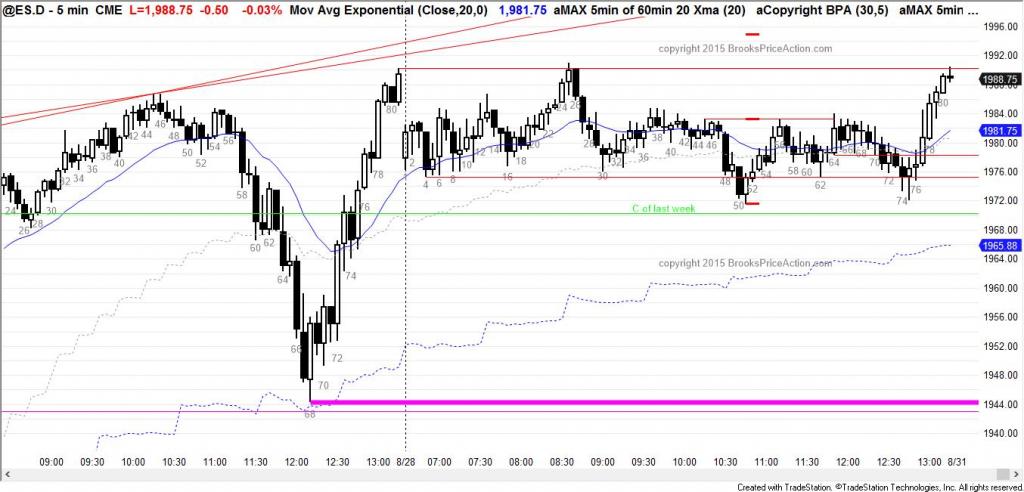 @ES.D - 5 min CME L=1,988.75 -0.50 -0.03% Mov Avg Exponential (Close,20,0) 1,981.75 aMAX 5min of 60min 20 Xma (20) aCopyright BPA (30,5) aMAX 5min ...
copyright 2015 BrooksPriceAction.com
1996.00
1992.00
1988.75
1984.00
1981.75
1980.00
1976.00
1972.00
1968.00
1965.88
1964.00
1960.00
1956.00
1952.00
1948.00
1944.00
1940.00
C of last week
copyright 2015 BrooksPriceAction.com
24 26 28 30 32 34 36 38 40 42 44 46 48 50 52 54 56 58 60 62 64 66 68 70 72 74 76 78 80
2 4 6 8 10 12 14 16 18 20 22 24 26 30 32 34 36 38 40 42 44 46 48 50 52 54 56 58 60 62 64 66 68 70 72 74 76 78 80
09:00 09:30 10:00 10:30 11:00 11:30 12:00 12:30 13:00 8/28 07:00 07:30 08:00 08:30 09:00 09:30 10:00 10:30 11:00 11:30 12:00 12:30 13:00 8/31
Created with TradeStation. ©TradeStation Technologies, Inc. All rights reserved.